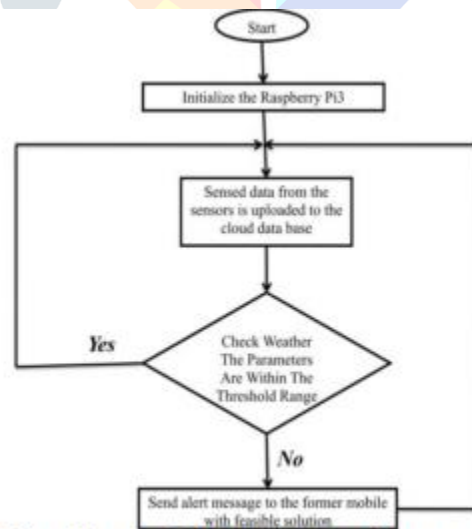 Start
Initialize the Raspberry Pi3
Sensed data from the
sensors is uploaded to the
cloud data base
Yes
Check Weather
The Parameters
Are Within The
Threshold Range
No
Send alert message to the former mobile
with feasible solution